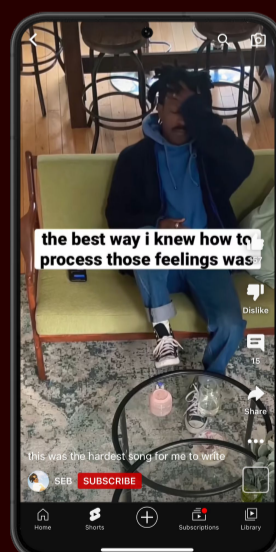 the best way i knew how to
process those feelings was
Dislike
15
Share
this was the hardest song for me to write
SEB SUBSCRIBE
Home Shorts Subscriptions Library